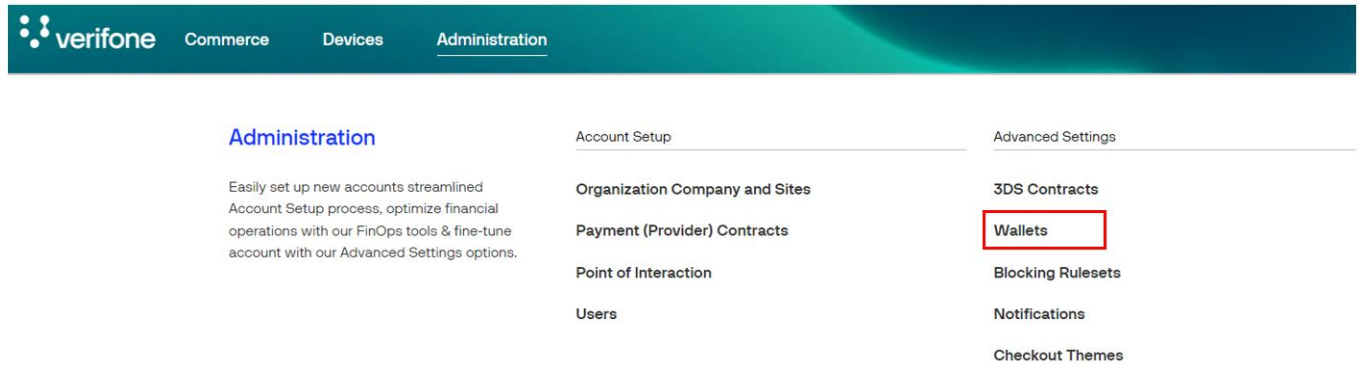 verifone Commerce Devices Administration
Administration
Easily set up new accounts streamlined
Account Setup process, optimize financial
operations with our FinOps tools & fine-tune
account with our Advanced Settings options.
Account Setup
Organization Company and Sites
Payment (Provider) Contracts
Point of Interaction
Users
Advanced Settings
3DS Contracts
Wallets
Blocking Rulesets
Notifications
Checkout Themes